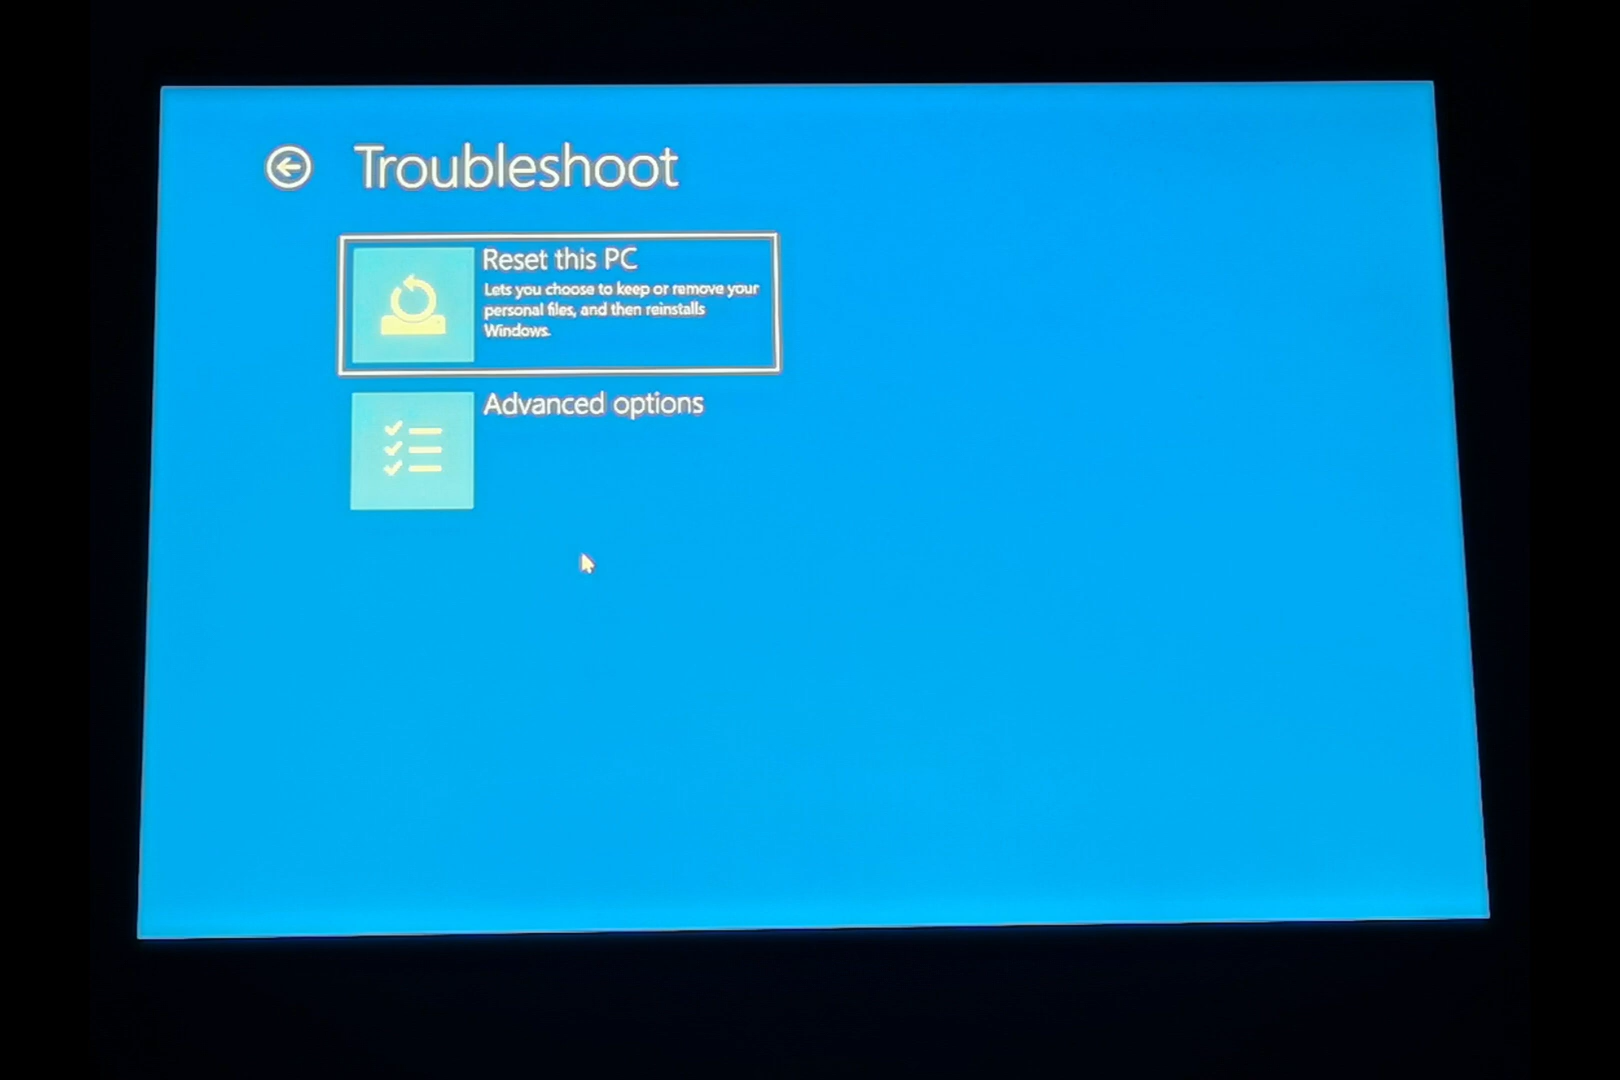 Troubleshoot
Reset this PC
Lets you choose to keep or remove your
personal files, and then reinstalls
Windows.
Advanced options